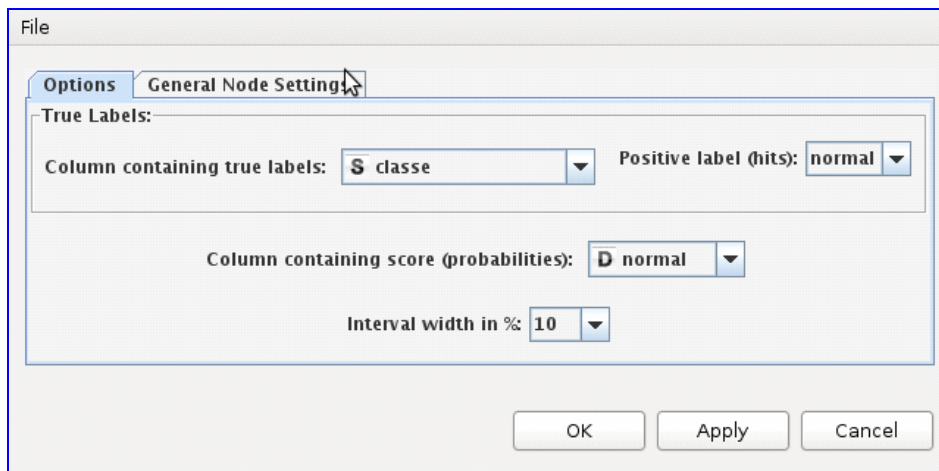 File
Options
General Node Settings
True Labels:
Column containing true labels:
S classe
Positive label (hits):
normal
Column containing score (probabilities):
D normal
Interval width in %:
10
OK
Apply
Cancel